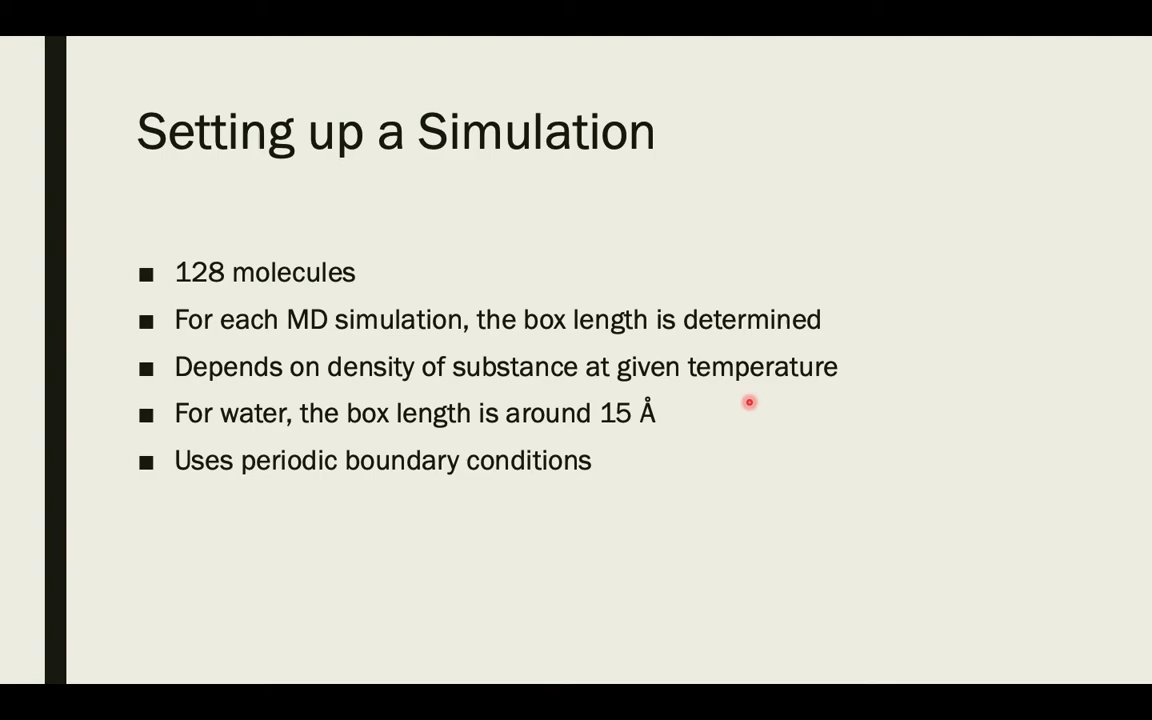 Setting up a Simulation
■ 128 molecules
■ For each MD simulation, the box length is determined
■ Depends on density of substance at given temperature
■ For water, the box length is around 15 Å
■ Uses periodic boundary conditions